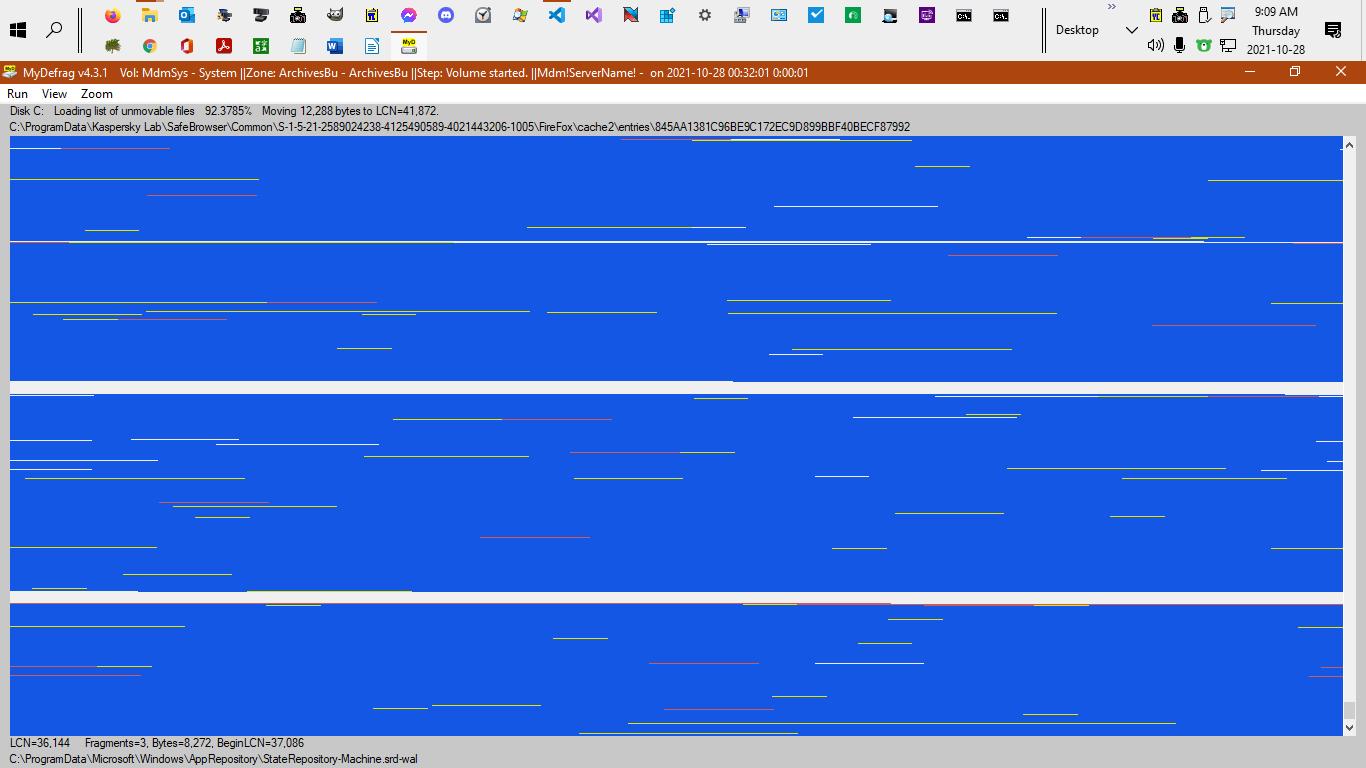 9:09 AM
Desktop
Thursday
2021-10-28
MyD
MyDefrag v4.3.1 Vol: MdmSys - System ||Zone: ArchivesBu - ArchivesBu ||Step: Volume started. ||Mdm!ServerName! - on 2021-10-28 00:32:01 0:00:01
Run View Zoom
Disk C: Loading list of unmovable files 92.3785% Moving 12,288 bytes to LCN=41,872.
C:\ProgramData\Kaspersky Lab\SafeBrowser\Common\S-1-5-21-2589024238-4125490589-4021443206-1005\FireFox\cache2\entries\845AA1381C96BE9C172EC9D899BBF40BECF87992
LCN=36,144 Fragments=3, Bytes=8,272, BeginLCN=37,086
C:\ProgramData\Microsoft\Windows\AppRepository\StateRepository-Machine.srd-wal